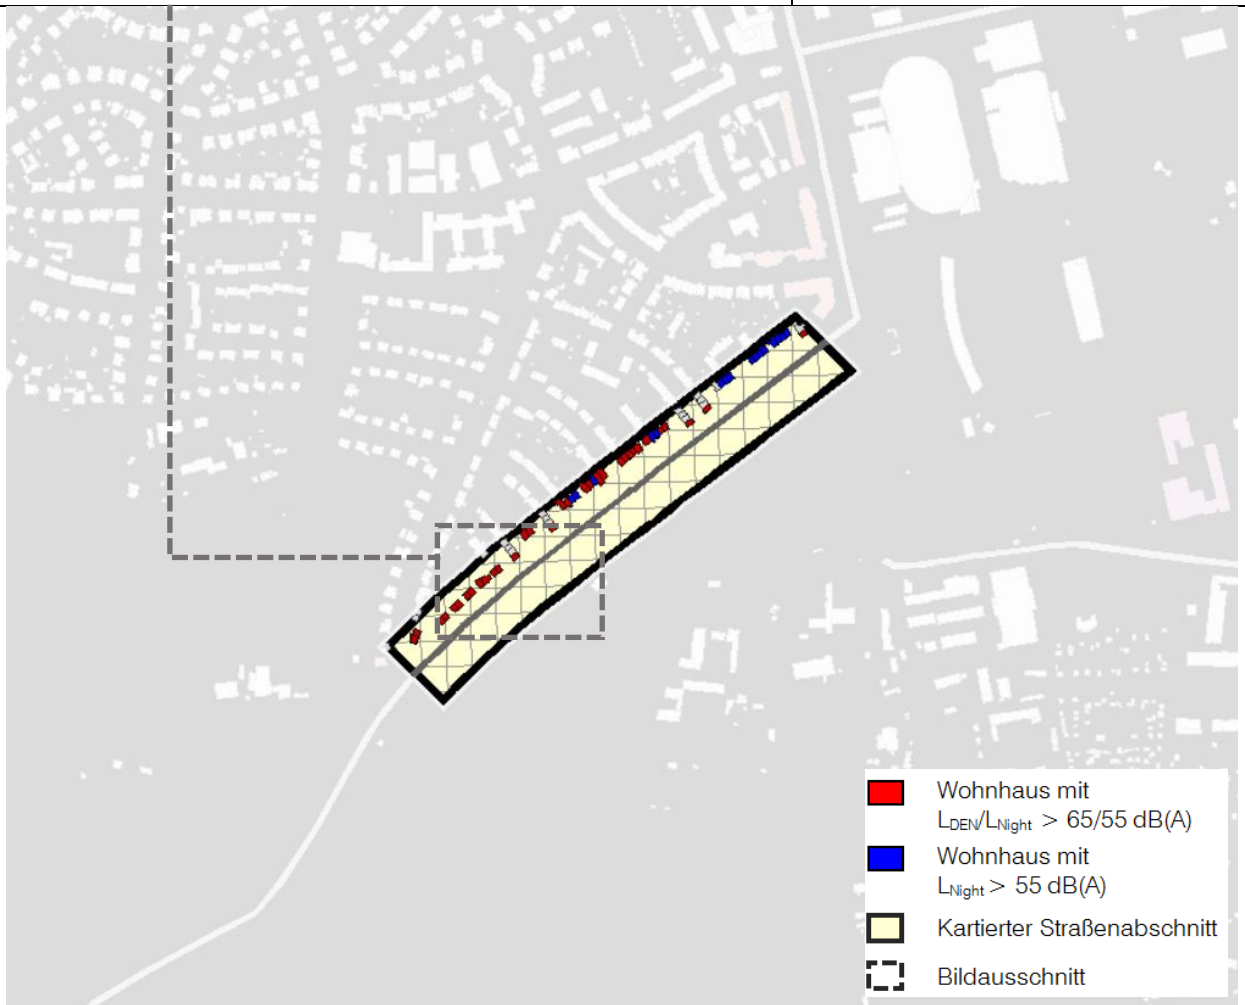 Wohnhaus mit
LDEN/LNight > 65/55 dB(A)
Wohnhaus mit
LNight > 55 dB(A)
Kartierter Straßenabschnitt
Bildausschnitt